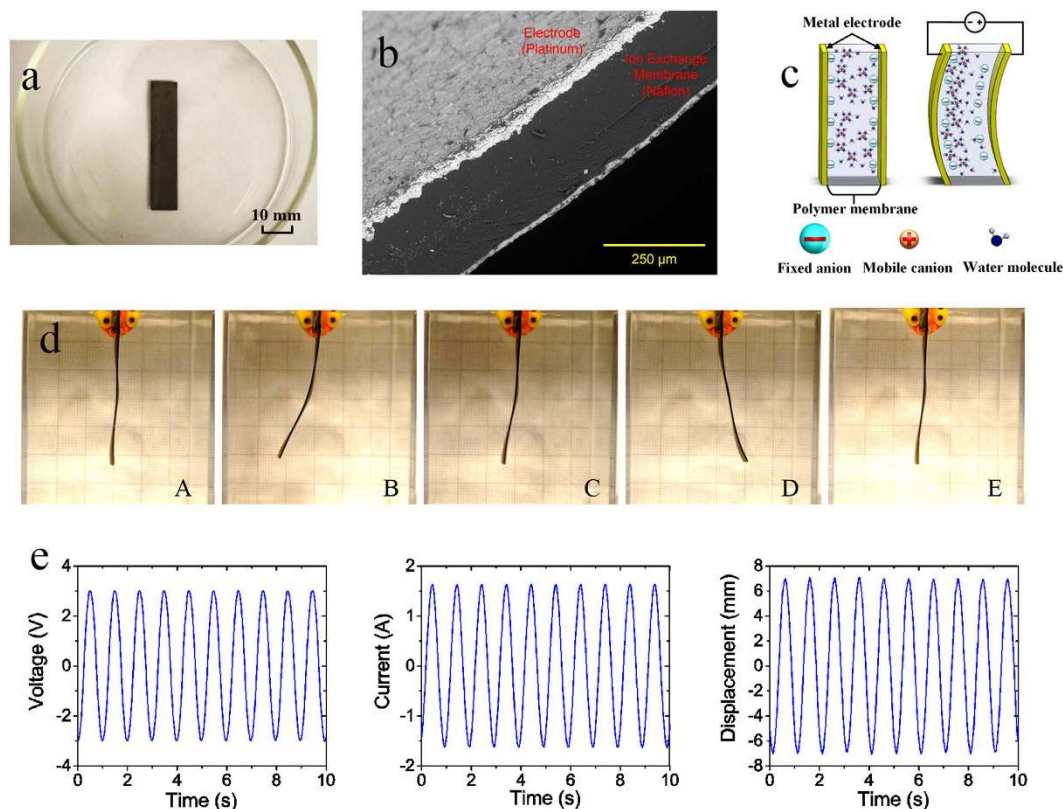 a
10 mm
b
Electrode
(Platinum)
Ion Exchange
Membrane
(Nafion)
250 µm
c
Metal electrode
- +
Polymer membrane
Fixed anion
Mobile canion
Water molecule
d
A
B
C
D
E
e
Voltage (V)
4
2
0
-2
-4
0 2 4 6 8 10
Time (s)
Current (A)
2
1
0
-1
-2
0 2 4 6 8 10
Time (s)
Displacement (mm)
8
6
4
2
0
-2
-4
-6
-8
0 2 4 6 8 10
Time (s)